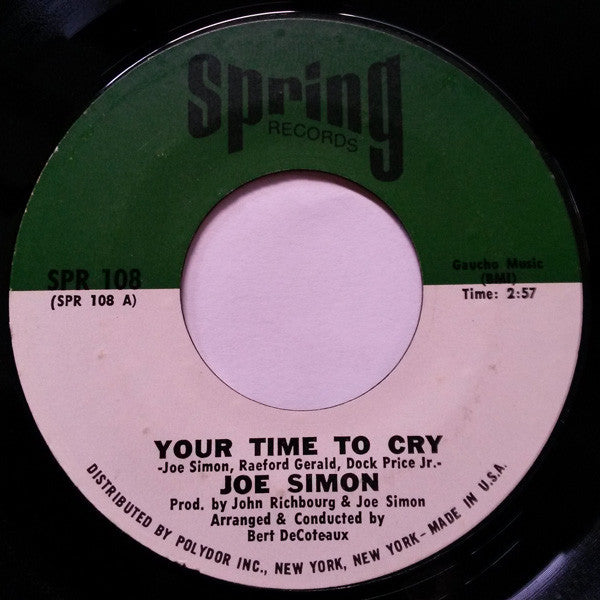 Spring
RECORDS
SPR 108
(SPR 108 A)
Gaucho Music
(BMI)
Time: 2:57
YOUR TIME TO CRY
-Joe Simon, Raeford Gerald, Dock Price Jr.-
JOE SIMON
Prod. by John Richbourg & Joe Simon
Arranged & Conducted by
Bert DeCoteaux
DISTRIBUTED BY POLYDOR INC., NEW YORK, NEW YORK - MADE IN U.S.A.